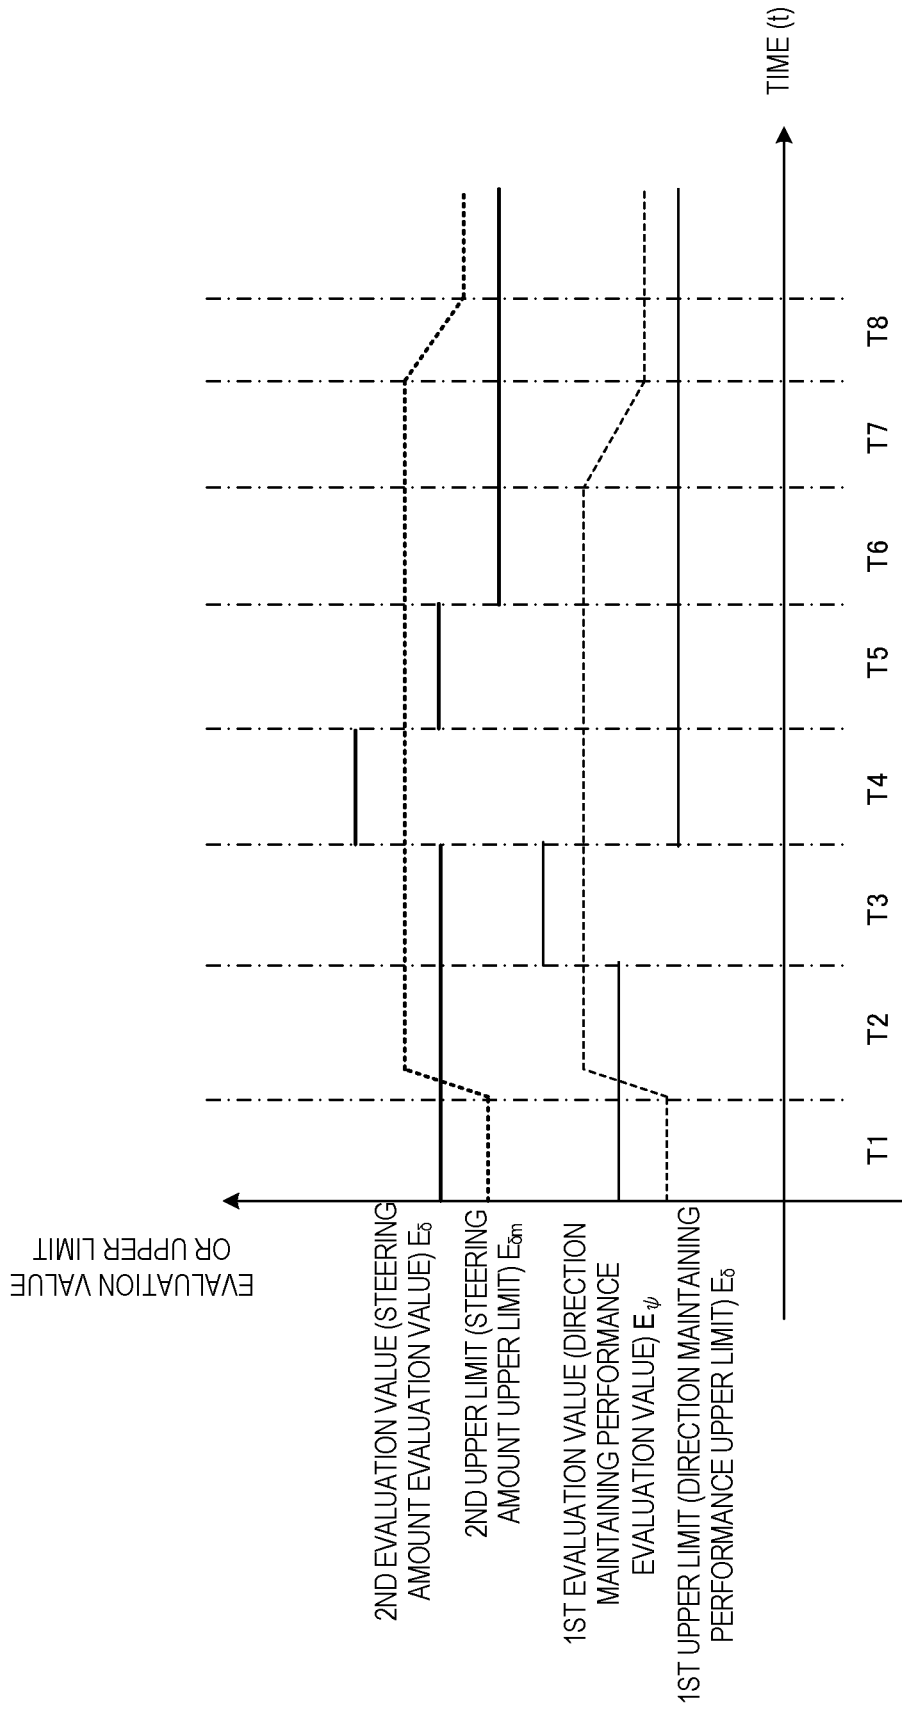 EVALUATION VALUE
OR UPPER LIMIT
2ND EVALUATION VALUE (STEERING
AMOUNT EVALUATION VALUE) Eδ
2ND UPPER LIMIT (STEERING
AMOUNT UPPER LIMIT) Eδm
1ST EVALUATION VALUE (DIRECTION
MAINTAINING PERFORMANCE
EVALUATION VALUE) Eψ
1ST UPPER LIMIT (DIRECTION MAINTAINING
PERFORMANCE UPPER LIMIT) Eδ
T1
T2
T3
T4
T5
T6
T7
T8
TIME (t)